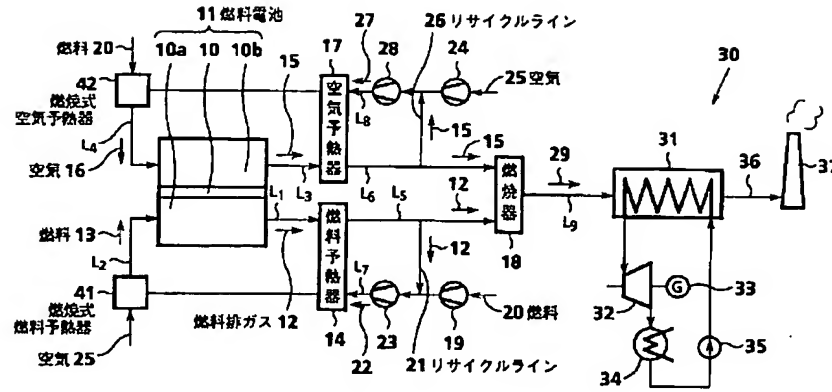 11 燃料電池
10a 10 10b
燃料 20
42
燃焼式
空気予熱器
L4
空気 16
15
L3
17
空気予熱器
27
28
26 リサイクルライン
24
25 空気
L8
15
L6
15
30
29
L9
31
36
37
燃焼器
18
燃料 13
L2
41
燃焼式
燃料予熱器
空気 25
L1
12
燃料排ガス 12
燃料予熱器
14
L5
12
12
L7
22
23
19
20 燃料
21 リサイクルライン
32
G
33
34
35